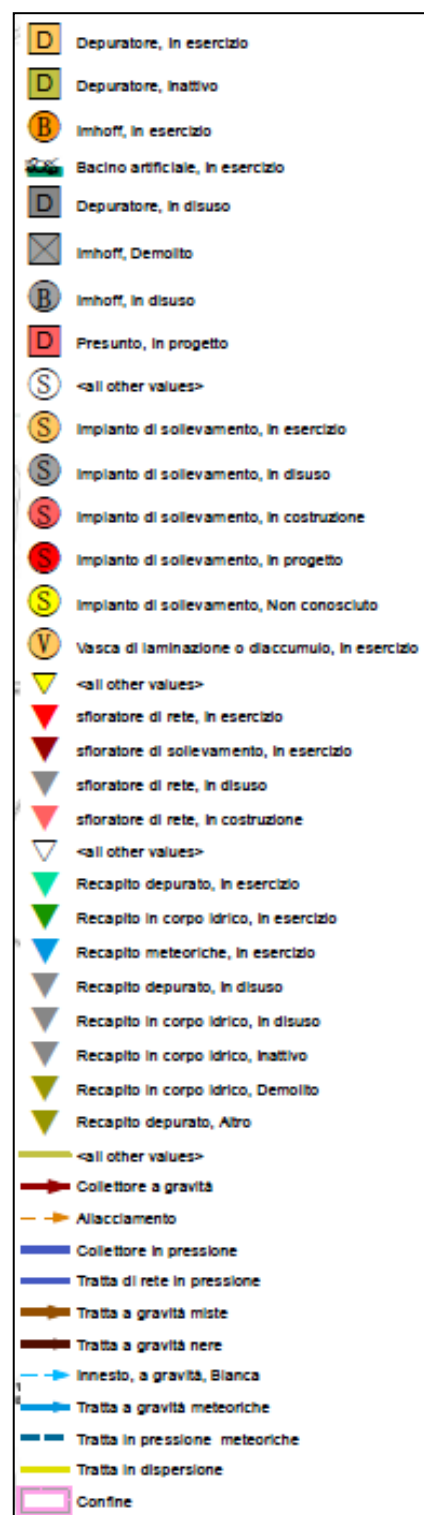 D Depuratore, In esercizio
D Depuratore, Inattivo
B Imhoff, In esercizio
Bacino artificiale, In esercizio
D Depuratore, In disuso
Imhoff, Demolito
B Imhoff, In disuso
D Presunto, In progetto
S <all other values>
S Impianto di sollevamento, In esercizio
S Impianto di sollevamento, In disuso
S Impianto di sollevamento, In costruzione
S Impianto di sollevamento, In progetto
S Impianto di sollevamento, Non conosciuto
V Vasca di laminazione o diaccumulo, In esercizio
<all other values>
sfioratore di rete, In esercizio
sfioratore di sollevamento, In esercizio
sfioratore di rete, In disuso
sfioratore di rete, In costruzione
<all other values>
Recapito depurato, In esercizio
Recapito in corpo idrico, In esercizio
Recapito meteoriche, In esercizio
Recapito depurato, In disuso
Recapito in corpo idrico, In disuso
Recapito in corpo idrico, Inattivo
Recapito in corpo idrico, Demolito
Recapito depurato, Altro
<all other values>
Collettore a gravità
Allacciamento
Collettore in pressione
Tratta di rete in pressione
Tratta a gravità miste
Tratta a gravità nere
Innesto, a gravità, Bianca
Tratta a gravità meteoriche
Tratta in pressione meteoriche
Tratta in dispersione
Confine